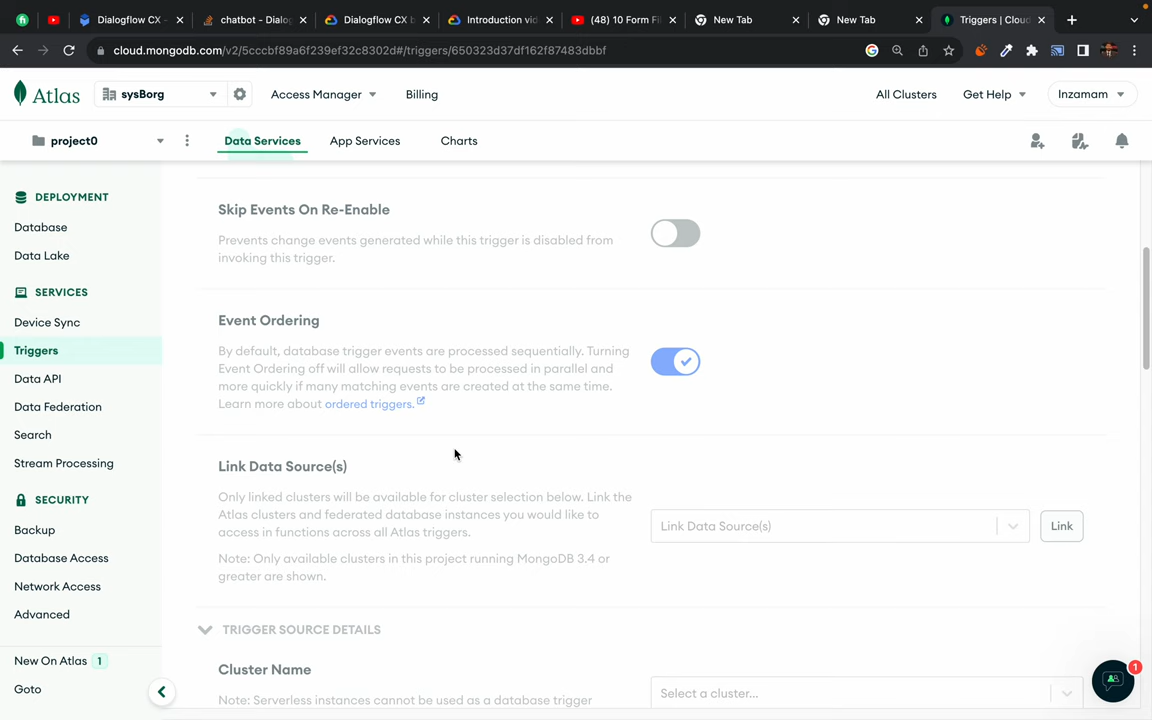 Dialogflow CX -
chatbot - Dialog
Dialogflow CX b
Introduction vid
(48) 10 Form Fi
New Tab
New Tab
Triggers | Cloud
cloud.mongodb.com/v2/5cccbf89a6f239ef32c8302d#/triggers/650323d37df162f87483dbbf
Atlas
sysBorg
Access Manager
Billing
All Clusters
Get Help
Inzamam
project0
Data Services
App Services
Charts
DEPLOYMENT
Database
Data Lake
SERVICES
Device Sync
Triggers
Data API
Data Federation
Search
Stream Processing
SECURITY
Backup
Database Access
Network Access
Advanced
New On Atlas 1
Goto
Skip Events On Re-Enable
Prevents change events generated while this trigger is disabled from
invoking this trigger.
Event Ordering
By default, database trigger events are processed sequentially. Turning
Event Ordering off will allow requests to be processed in parallel and
more quickly if many matching events are created at the same time.
Learn more about ordered triggers.
Link Data Source(s)
Only linked clusters will be available for cluster selection below. Link the
Atlas clusters and federated database instances you would like to
access in functions across all Atlas triggers.
Note: Only available clusters in this project running MongoDB 3.4 or
greater are shown.
Link Data Source(s)
Link
TRIGGER SOURCE DETAILS
Cluster Name
Note: Serverless instances cannot be used as a database trigger
Select a cluster...
1